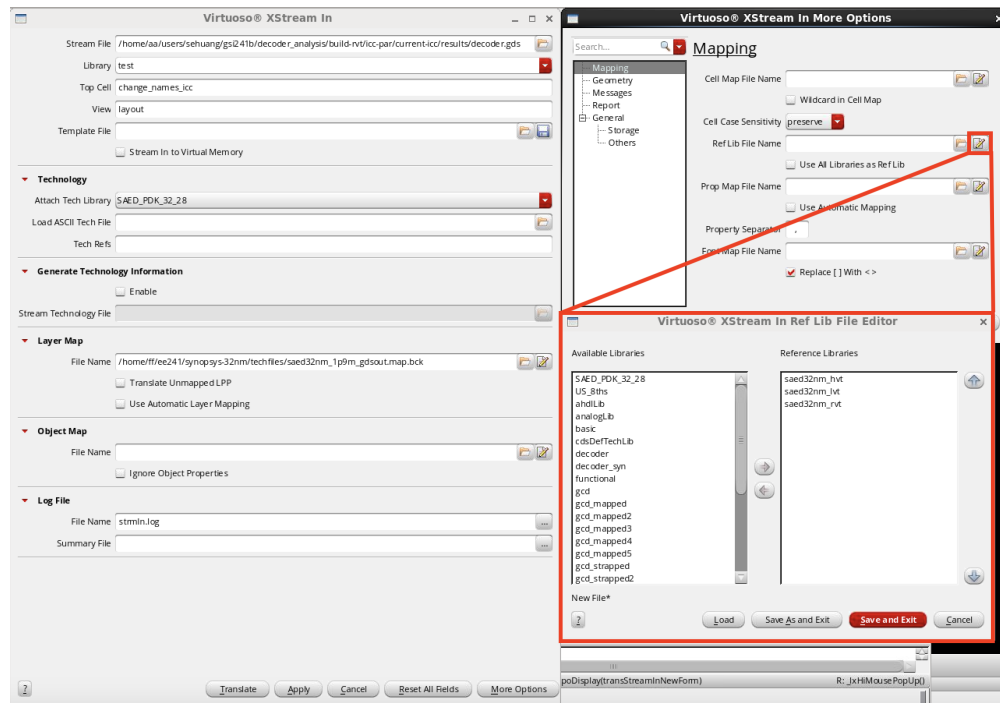 Virtuoso® XStream In
Stream File /home/aa/users/sehuang/gsi241b/decoder_analysis/build-rvt/icc-par/current-icc/results/decoder.gds
Library test
Top Cell change_names_icc
View layout
Template File
Stream In to Virtual Memory
Technology
Attach Tech Library SAED_PDK_32_28
Load ASCII Tech File
Tech Refs
Generate Technology Information
Enable
Stream Technology File
Layer Map
File Name /home/ff/ee241/synopsys-32nm/techfiles/saed32nm_1p9m_gdsout.map.bck
Translate Unmapped LPP
Use Automatic Layer Mapping
Object Map
File Name
Ignore Object Properties
Log File
File Name strmIn.log
...
Summary File
...
?
Translate Apply Cancel Reset All Fields More Options
Virtuoso® XStream In More Options
Search...
Mapping
Geometry
Messages
Report
General
Storage
Others
Mapping
Cell Map File Name
Wildcard in Cell Map
Cell Case Sensitivity preserve
Ref Lib File Name
Use All Libraries as Ref Lib
Prop Map File Name
Use Automatic Mapping
Property Separator ,
Font Map File Name
Replace [ ] With < >
Virtuoso® XStream In Ref Lib File Editor
Available Libraries
SAED_PDK_32_28
US_8ths
ahdlLib
analogLib
basic
cdsDefTechLib
decoder
decoder_syn
functional
gcd
gcd_mapped
gcd_mapped2
gcd_mapped3
gcd_mapped4
gcd_mapped5
gcd_strapped
gcd_strapped2
Reference Libraries
saed32nm_hvt
saed32nm_lvt
saed32nm_rvt
New File*
?
Load Save As and Exit Save and Exit Cancel
poDisplay(transStreamInNewForm) R: _lxHiMousePopUp()